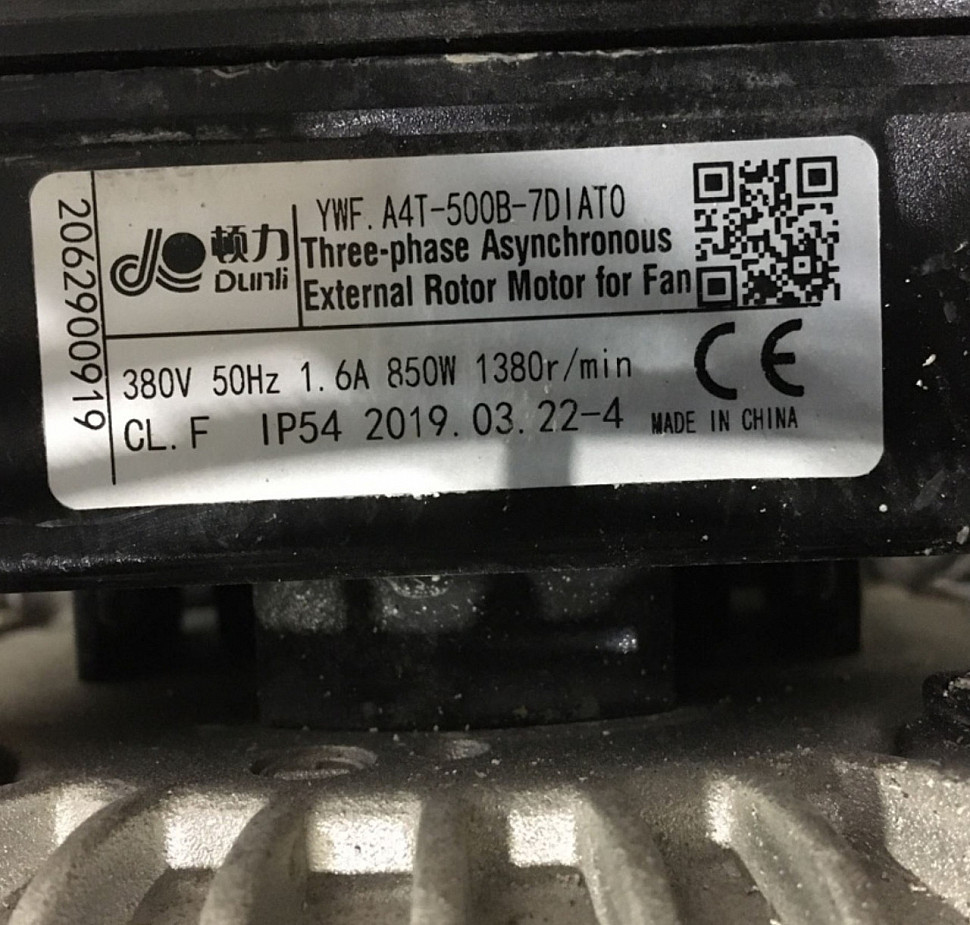 2062900919
顿力
Dunli
YWF. A4T-500B-7DIAT0
Three-phase Asynchronous
External Rotor Motor for Fan
380V 50Hz 1.6A 850W 1380r/min
CL. F IP54 2019. 03. 22-4
CE
MADE IN CHINA